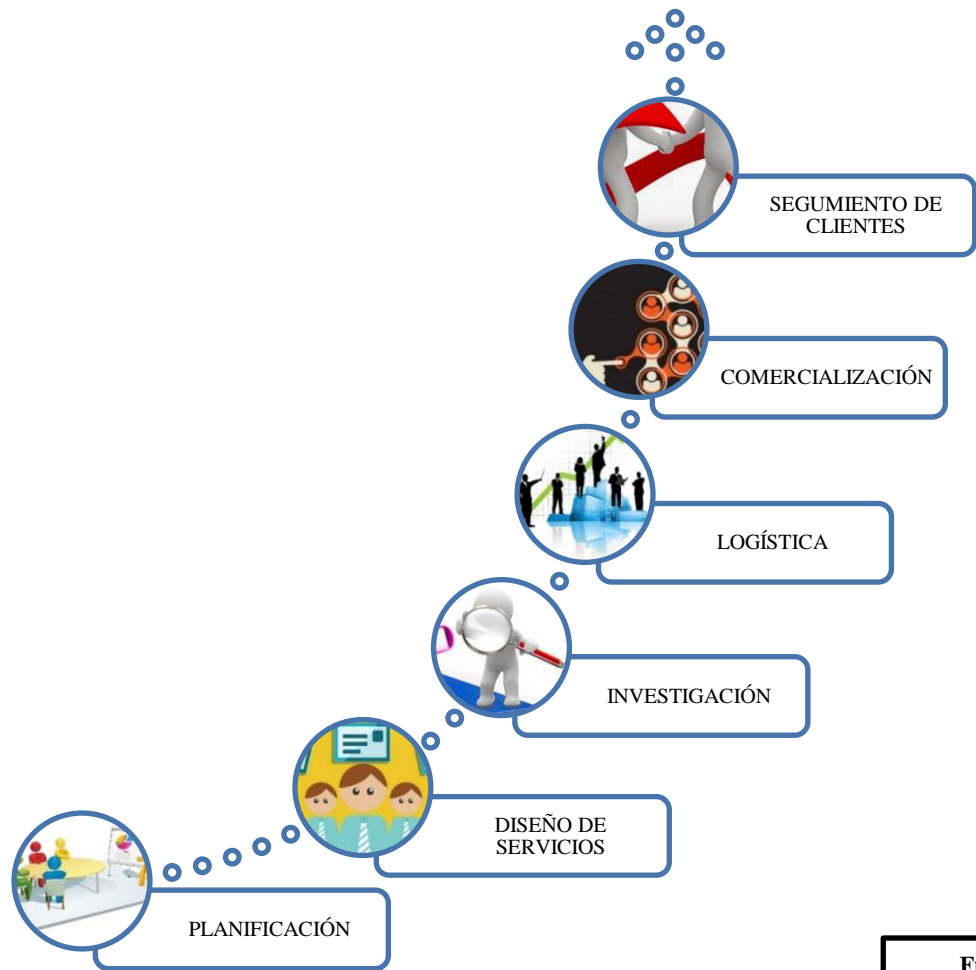 SEGUMIENTO DE
CLIENTES
COMERCIALIZACIÓN
LOGÍSTICA
INVESTIGACIÓN
DISEÑO DE
SERVICIOS
PLANIFICACIÓN